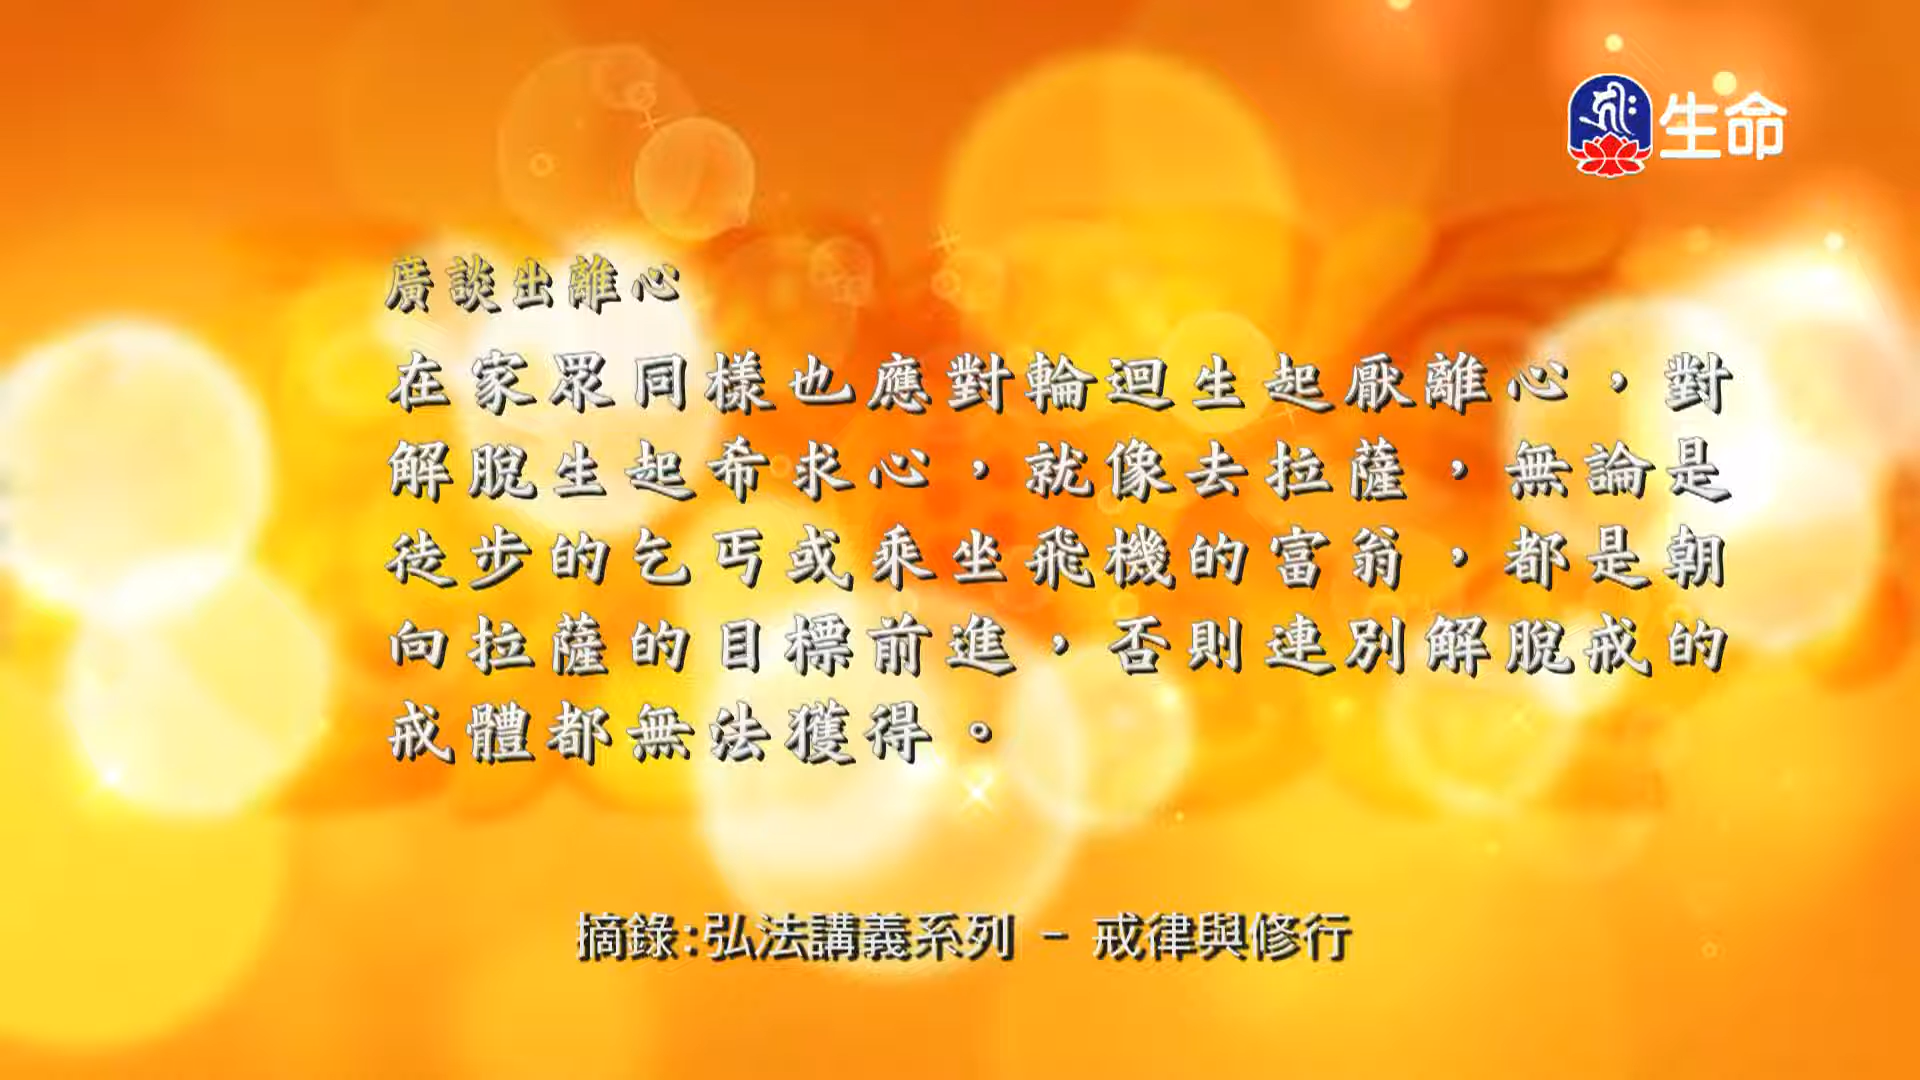 生命
廣談出離心
在家眾同樣也應對輪迴生起厭離心，對
解脫生起希求心，就像去拉薩，無論是
徒步的乞丐或乘坐飛機的富翁，都是朝
向拉薩的目標前進，否則連別解脫戒的
戒體都無法獲得。
摘錄:弘法講義系列 - 戒律與修行